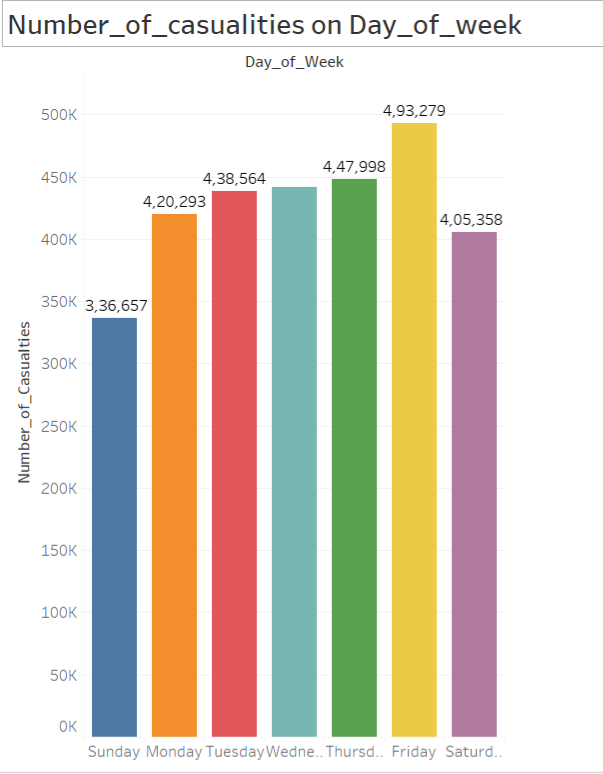 Number_of_casualities on Day_of_week
Day_of_Week
Number_of_Casualties
500K
450K
400K
350K
300K
250K
200K
150K
100K
50K
0K
3,36,657
4,20,293
4,38,564
4,47,998
4,93,279
4,05,358
Sunday Monday Tuesday Wedne.. Thursd.. Friday Saturd..